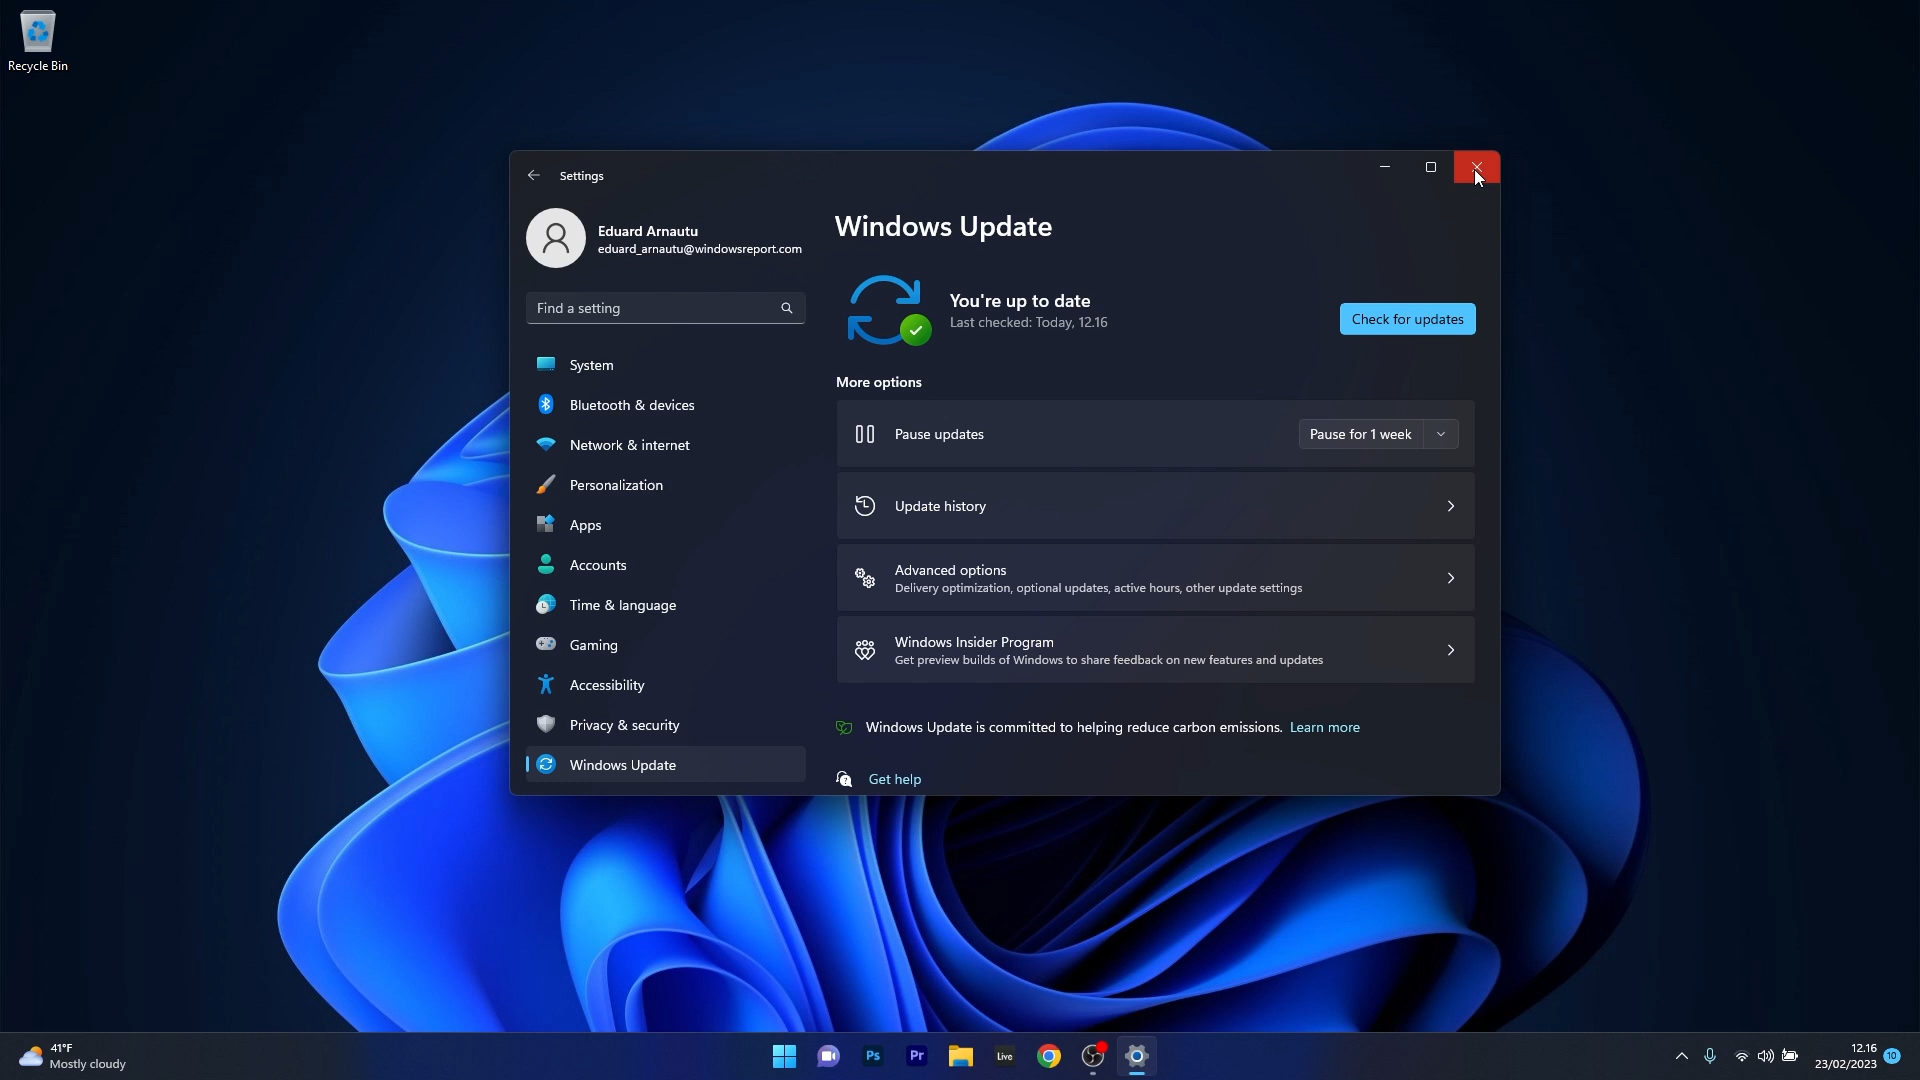 Recycle Bin
Settings
Eduard Arnautu
eduard_arnautu@windowsreport.com
Find a setting
System
Bluetooth & devices
Network & internet
Personalization
Apps
Accounts
Time & language
Gaming
Accessibility
Privacy & security
Windows Update
Windows Update
You're up to date
Last checked: Today, 12.16
Check for updates
More options
Pause updates
Pause for 1 week
Update history
Advanced options
Delivery optimization, optional updates, active hours, other update settings
Windows Insider Program
Get preview builds of Windows to share feedback on new features and updates
Windows Update is committed to helping reduce carbon emissions. Learn more
Get help
41°F
Mostly cloudy
Ps
Pr
Live
12.16
23/02/2023
10